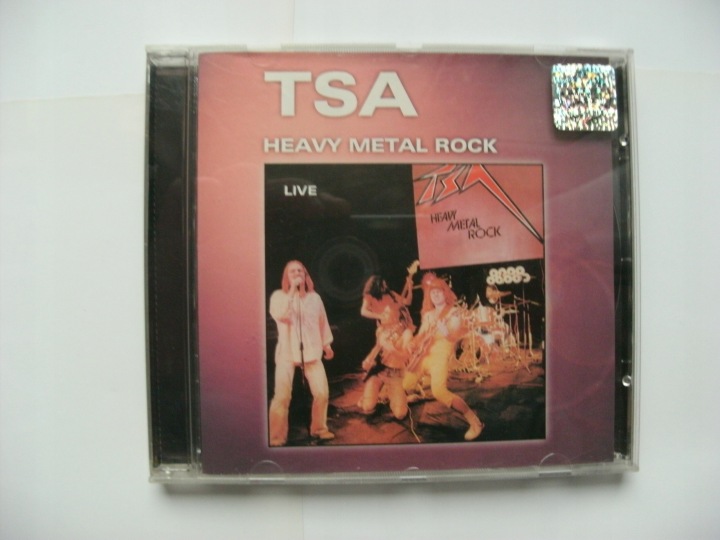 TSA
HEAVY METAL ROCK
LIVE
TSA
HEAVY
METAL
ROCK